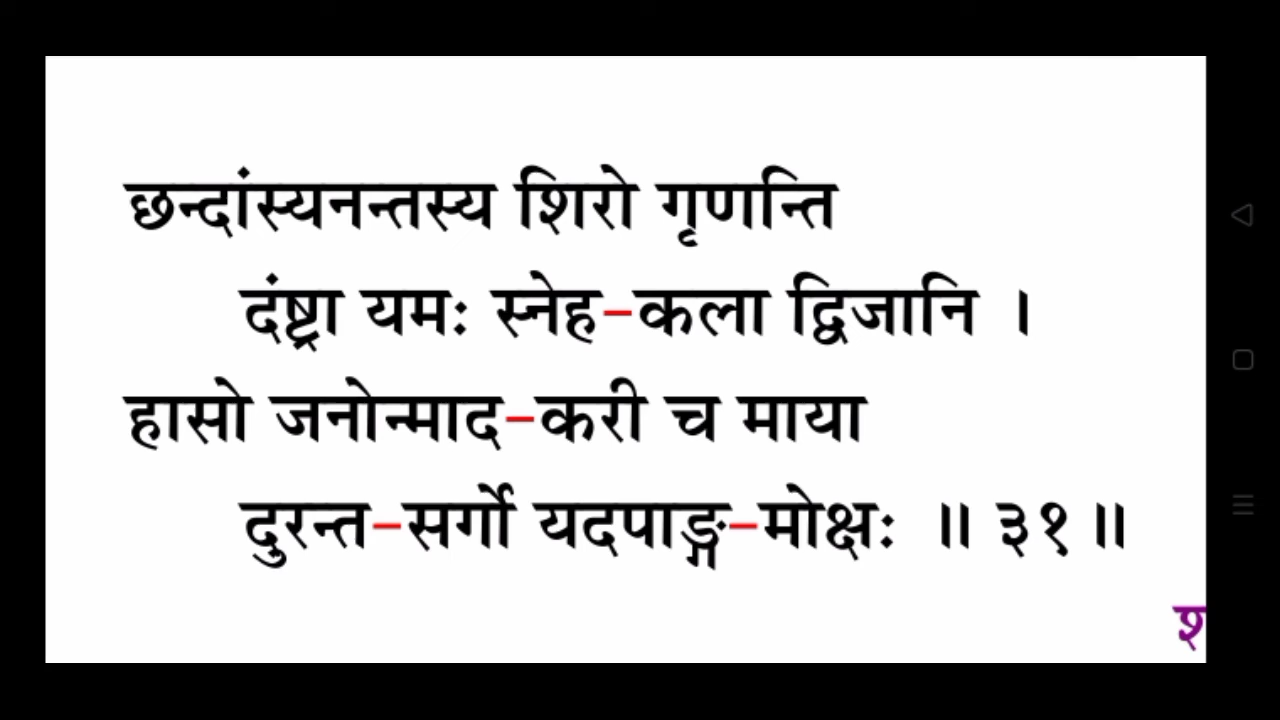 छन्दांस्यनन्तस्य शिरो गृणन्ति
दंष्ट्रा यमः स्नेह-कला द्विजानि ।
हासो जनोन्माद-करी च माया
दुरन्त-सर्गो यदपाङ्ग-मोक्षः ॥ ३१॥